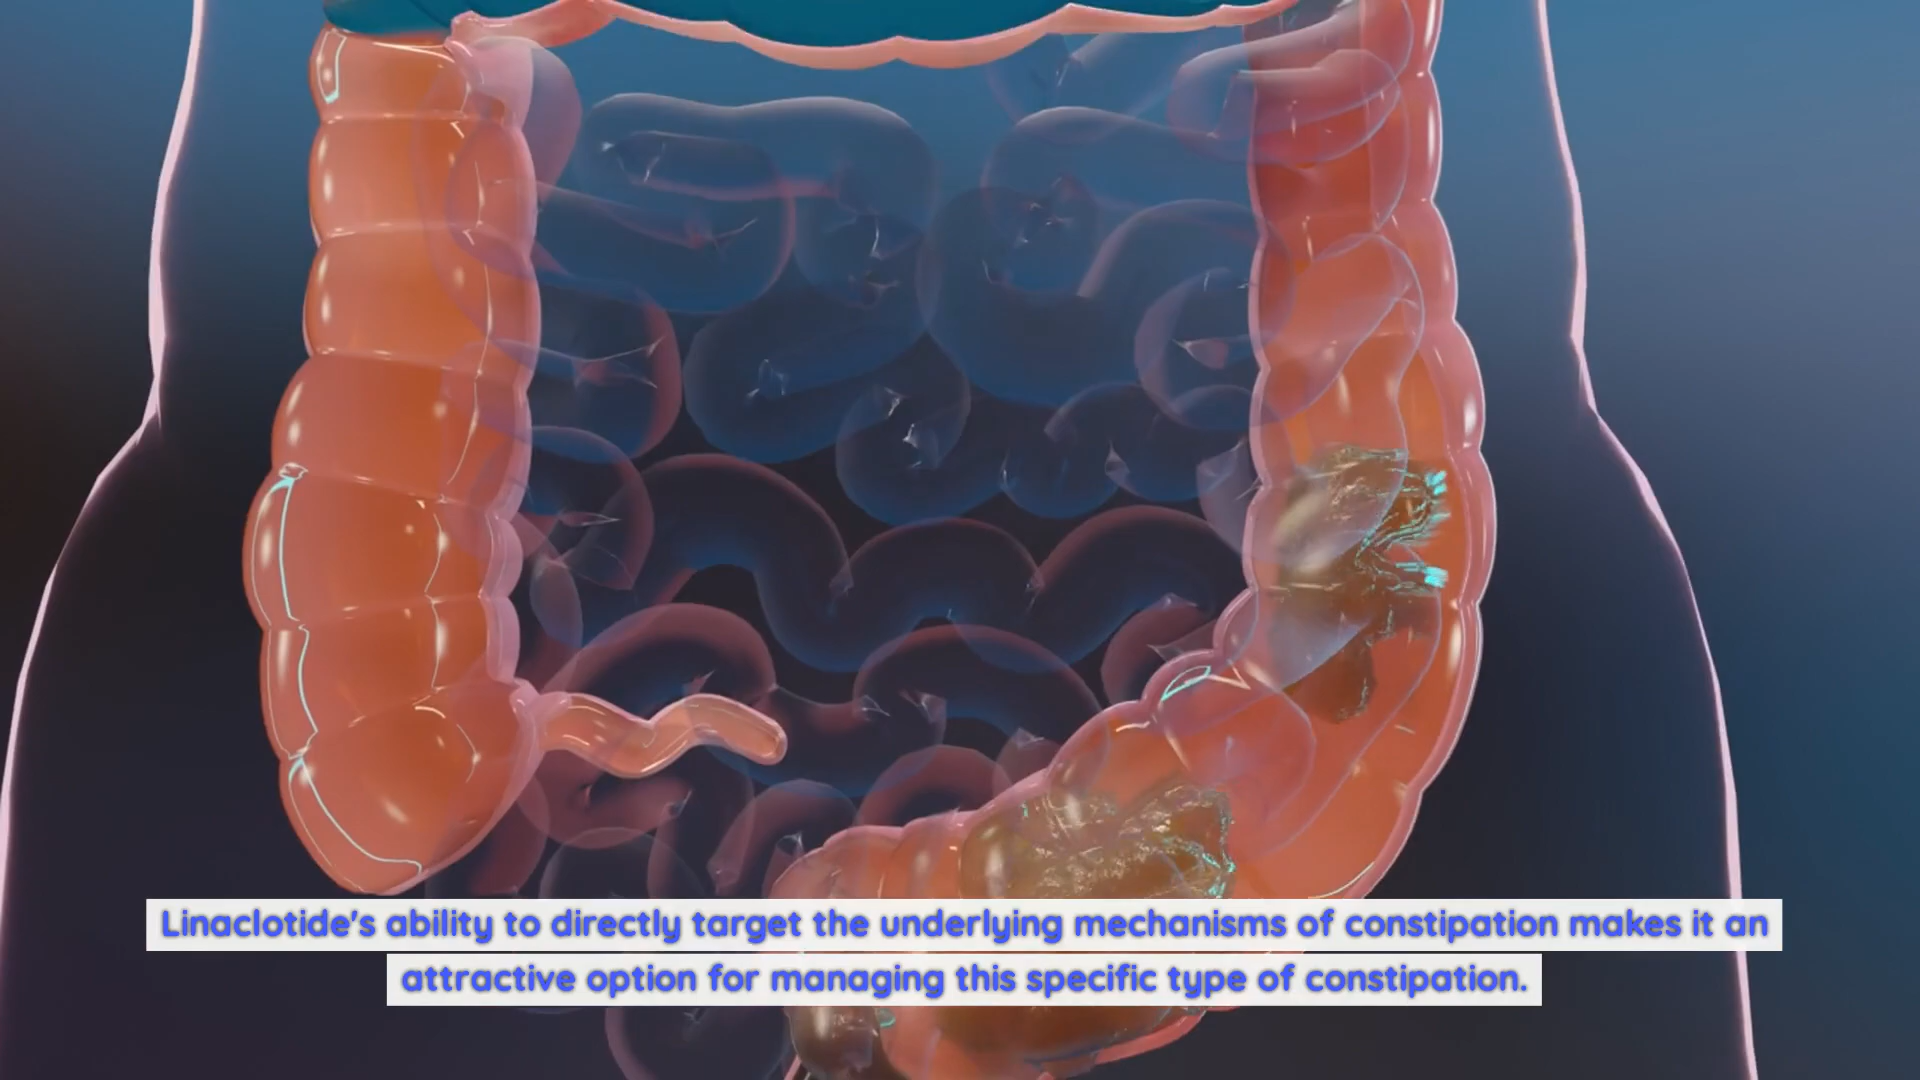 Linaclotide's ability to directly target the underlying mechanisms of constipation makes it an
attractive option for managing this specific type of constipation.